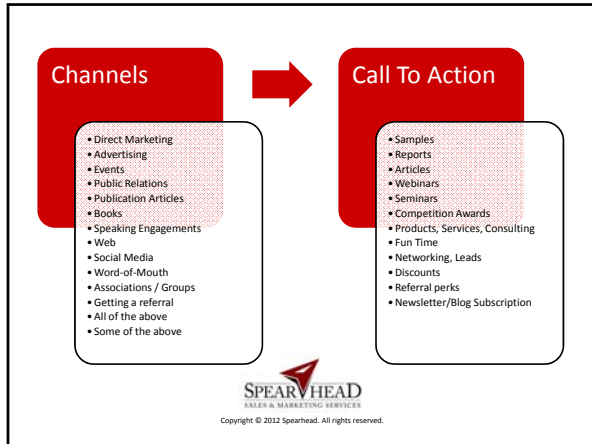 Channels
• Direct Marketing
• Advertising
• Events
• Public Relations
• Publication Articles
• Books
• Speaking Engagements
• Web
• Social Media
• Word-of-Mouth
• Associations / Groups
• Getting a referral
• All of the above
• Some of the above
Call To Action
• Samples
• Reports
• Articles
• Webinars
• Seminars
• Competition Awards
• Products, Services, Consulting
• Fun Time
• Networking, Leads
• Discounts
• Referral perks
• Newsletter/Blog Subscription
SPEARHEAD
SALES & MARKETING SERVICES
Copyright © 2012 Spearhead. All rights reserved.